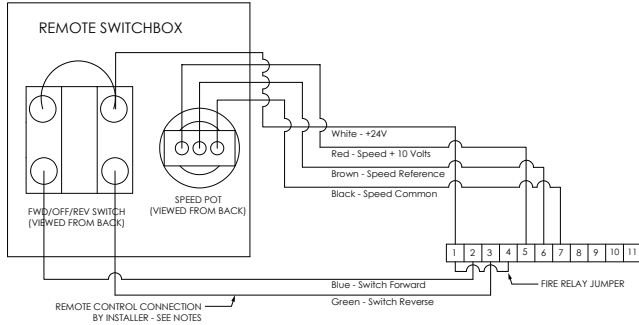 REMOTE SWITCHBOX
FWD/OFF/REV SWITCH
(VIEWED FROM BACK)
SPEED POT
(VIEWED FROM BACK)
White - +24V
Red - Speed + 10 Volts
Brown - Speed Reference
Black - Speed Common
1 2 3 4 5 6 7 8 9 10 11
FIRE RELAY JUMPER
Blue - Switch Forward
Green - Switch Reverse
REMOTE CONTROL CONNECTION
BY INSTALLER - SEE NOTES